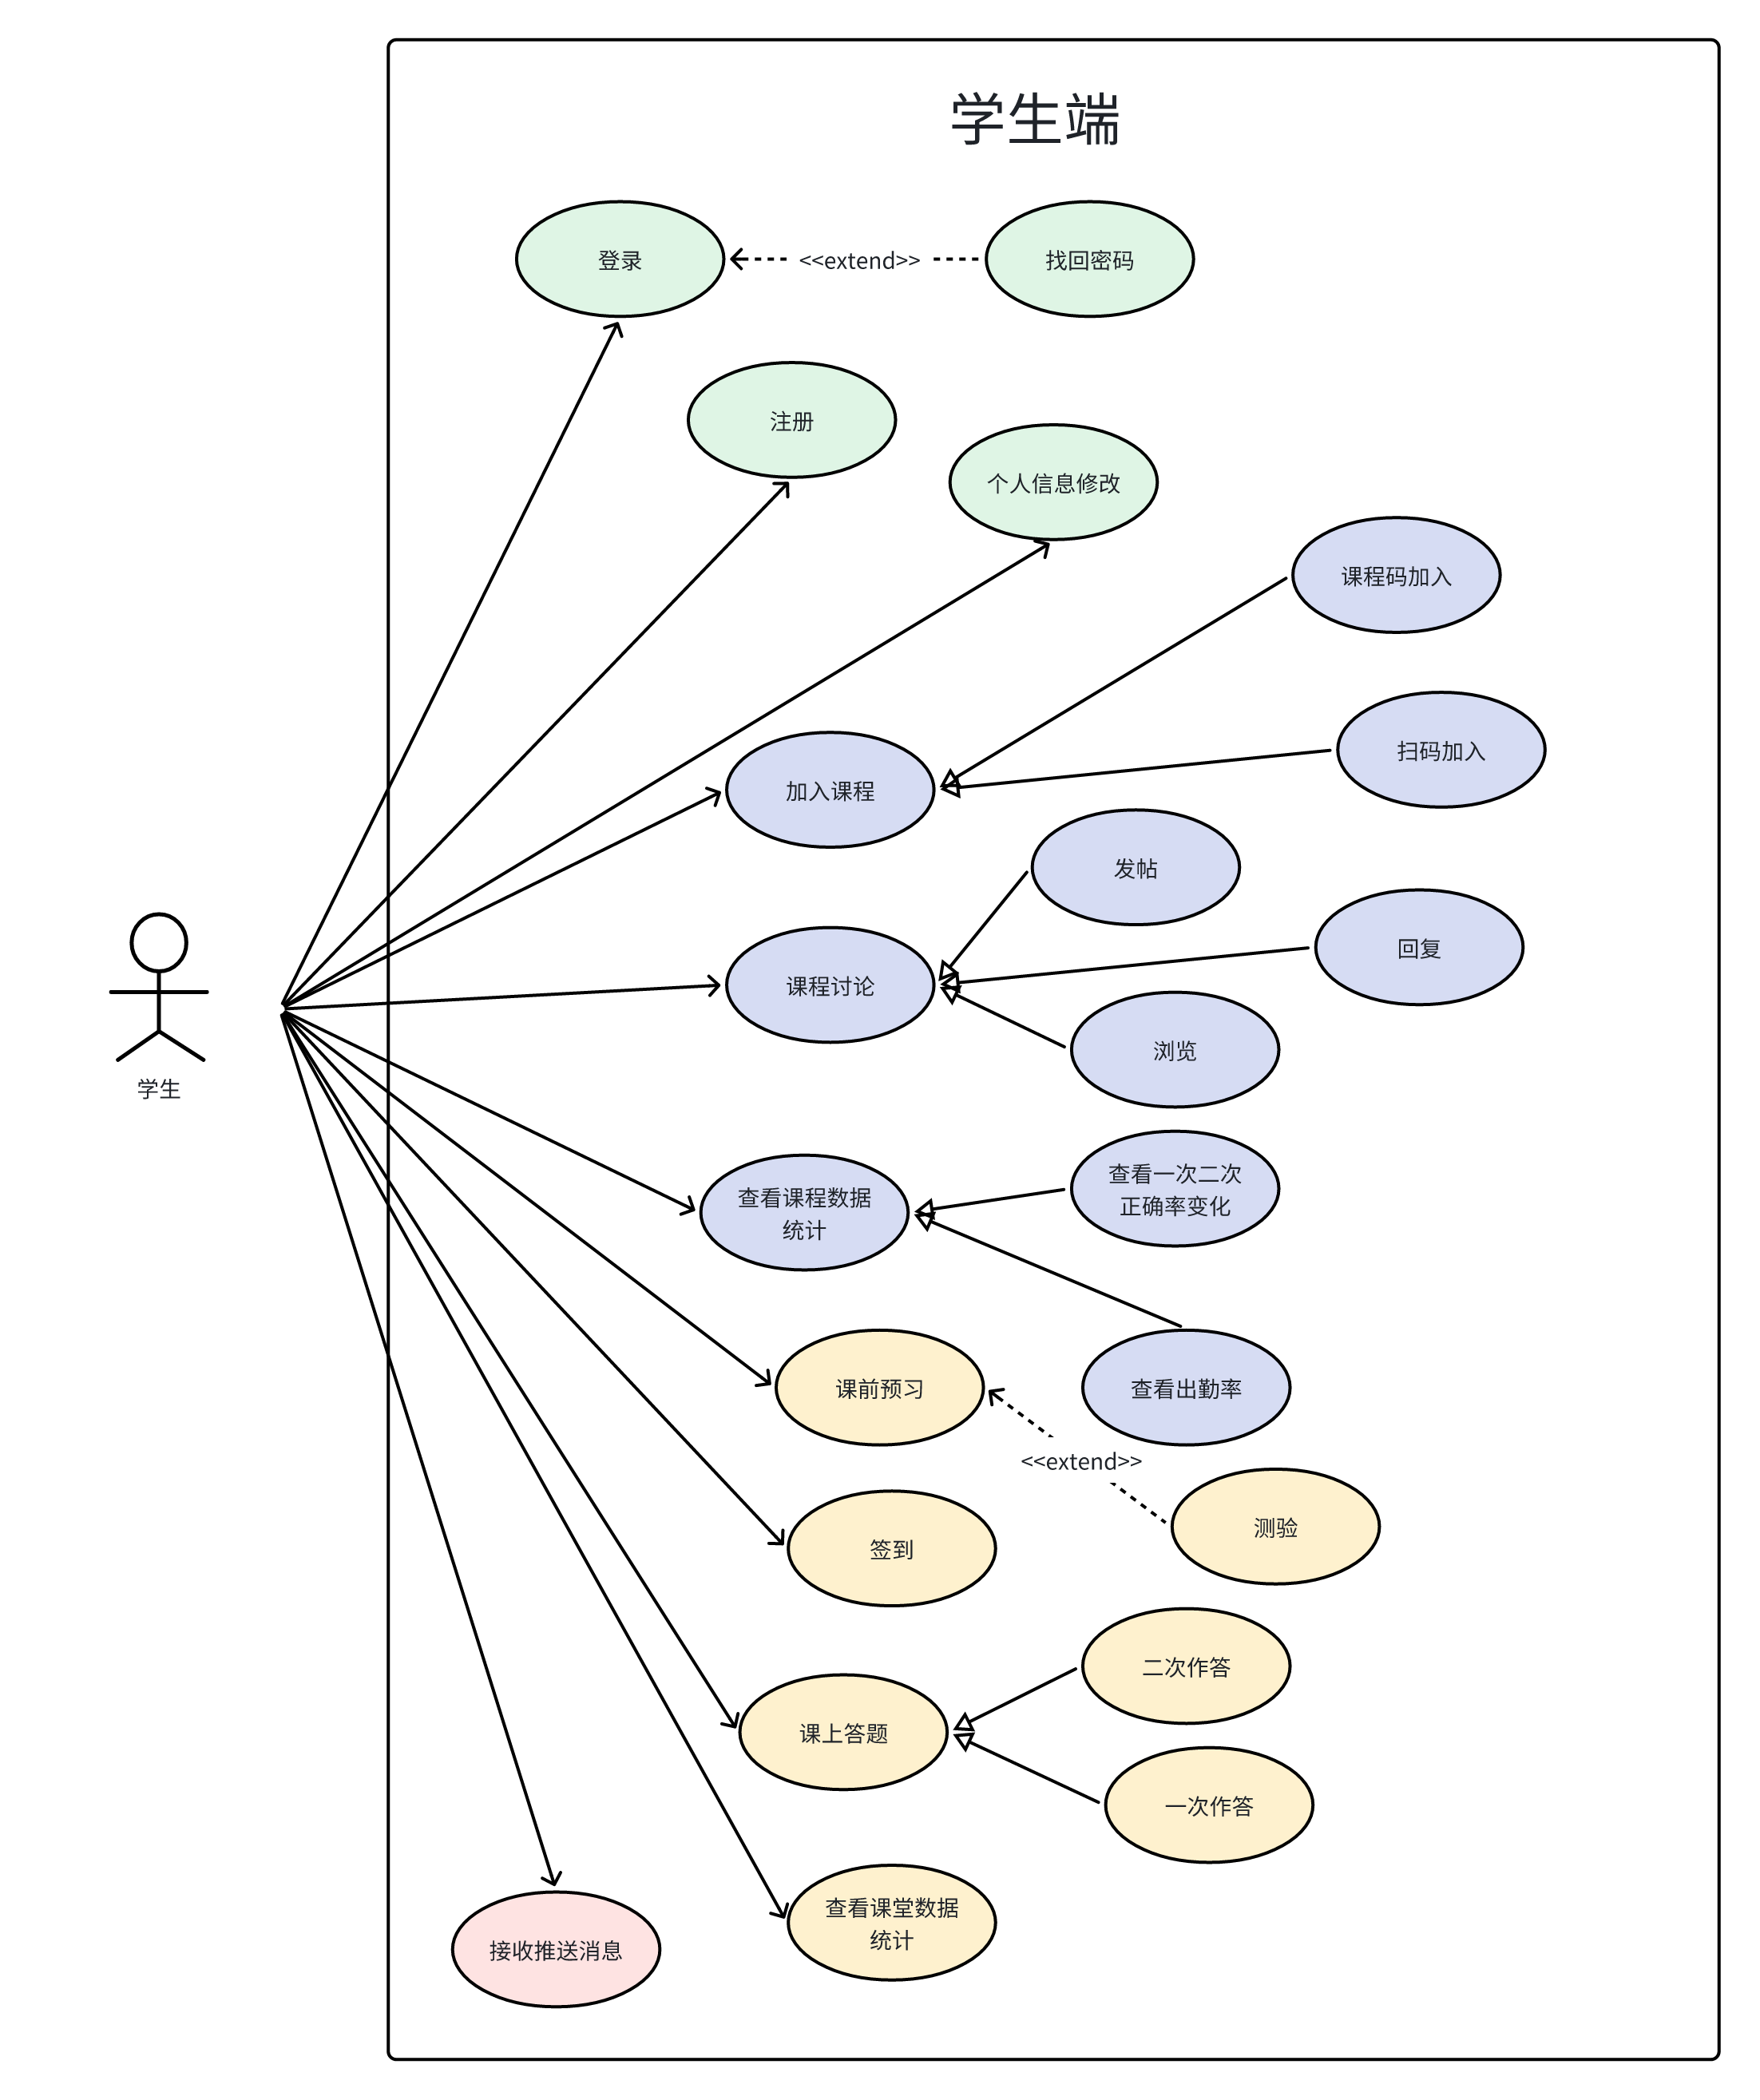 学生端
登录
<<extend>>
找回密码
注册
个人信息修改
课程码加入
扫码加入
加入课程
发帖
回复
课程讨论
浏览
学生
查看一次二次
正确率变化
查看课程数据
统计
课前预习
查看出勤率
<<extend>>
测验
签到
二次作答
课上答题
一次作答
查看课堂数据
统计
接收推送消息